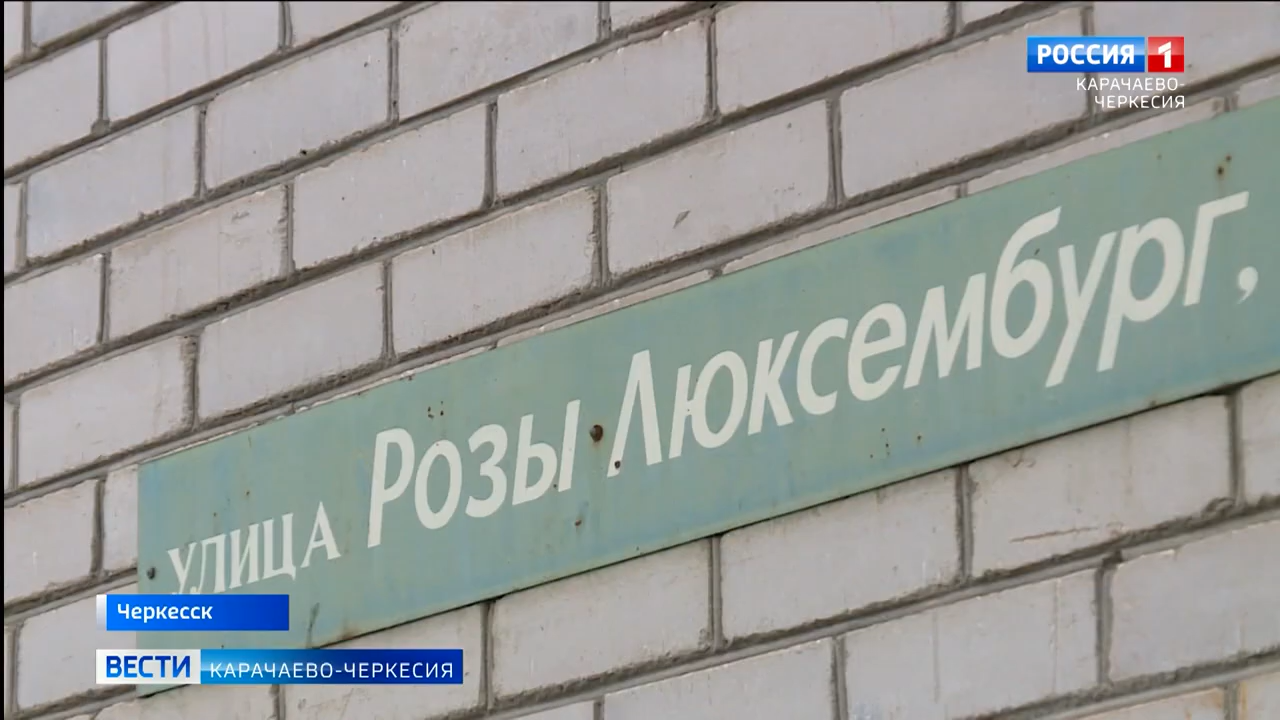 РОССИЯ 1
КАРАЧАЕВО-
ЧЕРКЕСИЯ
УЛИЦА РОЗЫ ЛЮКСЕМБУРГ,
Черкесск
ВЕСТИ КАРАЧАЕВО-ЧЕРКЕСИЯ